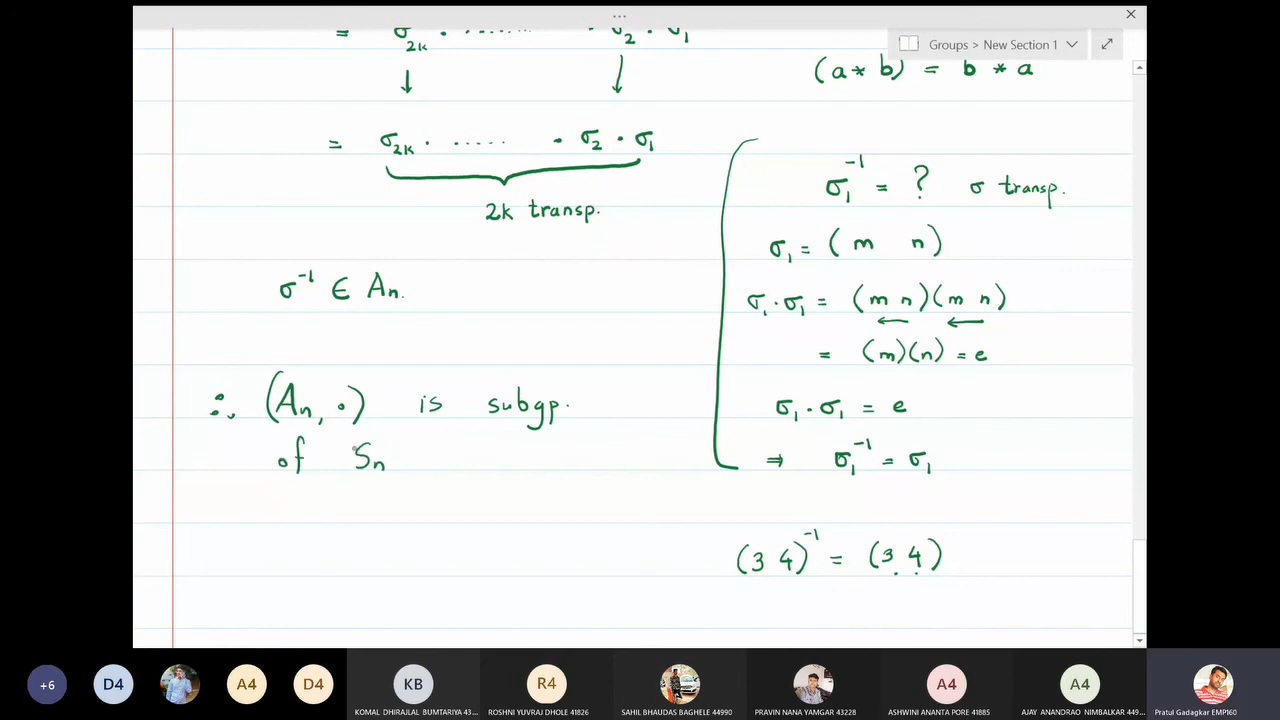 Groups > New Section 1
= σ2k · ........ · σ2 · σ1
↓ ↓
= σ2k · ..... · σ2 · σ1
2k transp.
σ⁻¹ ∈ An.
∴ (An, ·) is subgp.
of Sn
(a * b) = b * a
σ1⁻¹ = ? σ transp.
σ1 = (m n)
σ1 · σ1 = (m n)(m n)
= (m)(n) = e
σ1 · σ1 = e
⇒ σ1⁻¹ = σ1
(3 4)⁻¹ = (3 4)
+6 D4 A4 D4 KB R4 A4 A4
KOMAL DHIRAJLAL BUMTARIYA 43... ROSHNI YUVRAJ DHOLE 41826 SAHIL BHAUDAS BAGHELE 44990 PRAVIN NANA YAMGAR 43228 ASHWINI ANANTA PORE 41885 AJAY ANANDRAO NIMBALKAR 449... Pratul Gadagkar EMP160